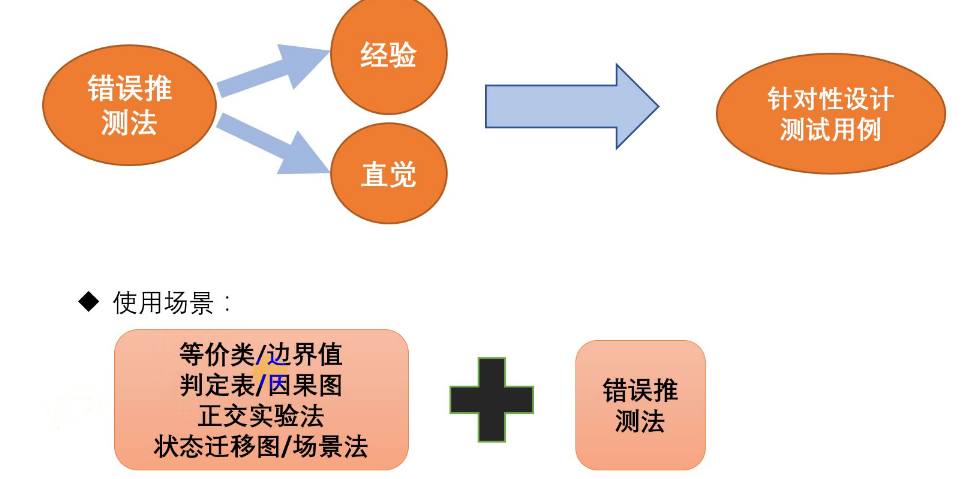 错误推
测法
经验
直觉
针对性设计
测试用例
◆ 使用场景：
等价类/边界值
判定表/因果图
正交实验法
状态迁移图/场景法
错误推
测法